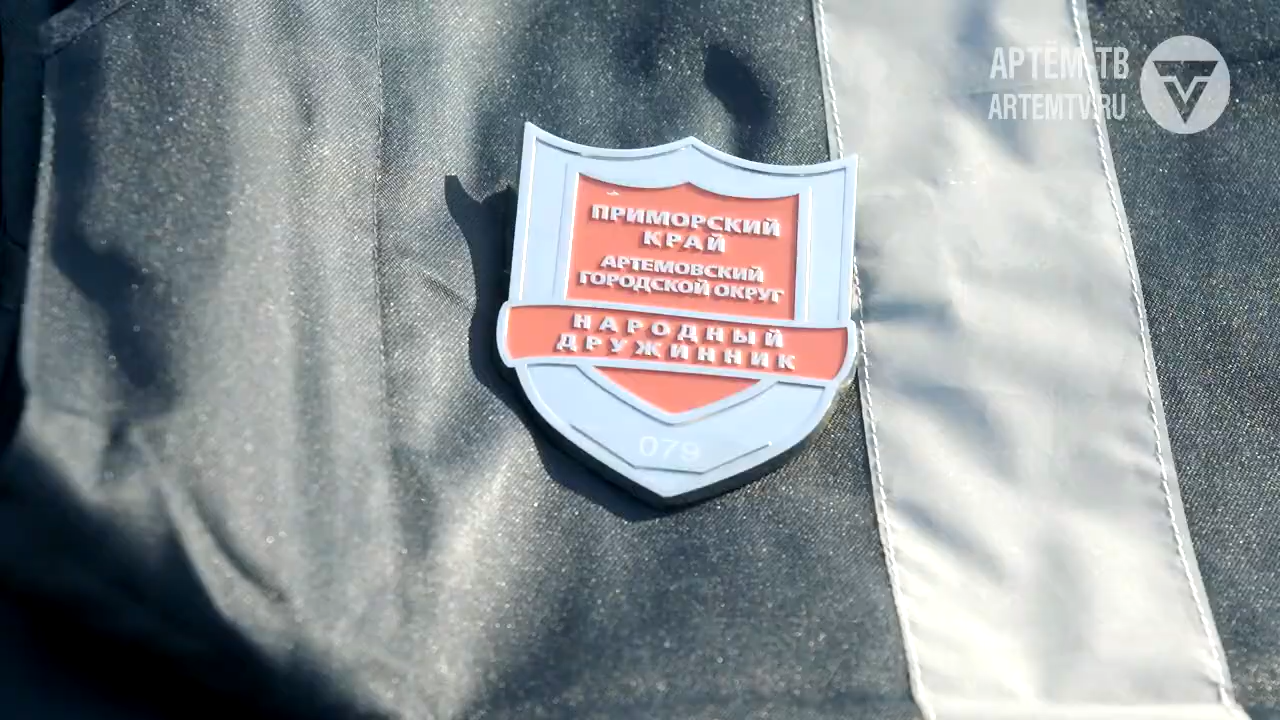 АРТЁМ-ТВ
ARTEMTV.RU
ПРИМОРСКИЙ
КРАЙ
АРТЕМОВСКИЙ
ГОРОДСКОЙ ОКРУГ
НАРОДНЫЙ
ДРУЖИННИК
079